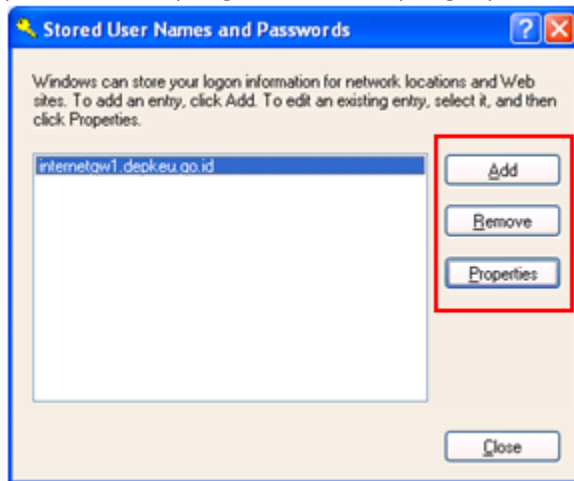 Stored User Names and Passwords
Windows can store your logon information for network locations and Web
sites. To add an entry, click Add. To edit an existing entry, select it, and then
click Properties.
internetgw1.depkeu.go.id
Add
Remove
Properties
Close